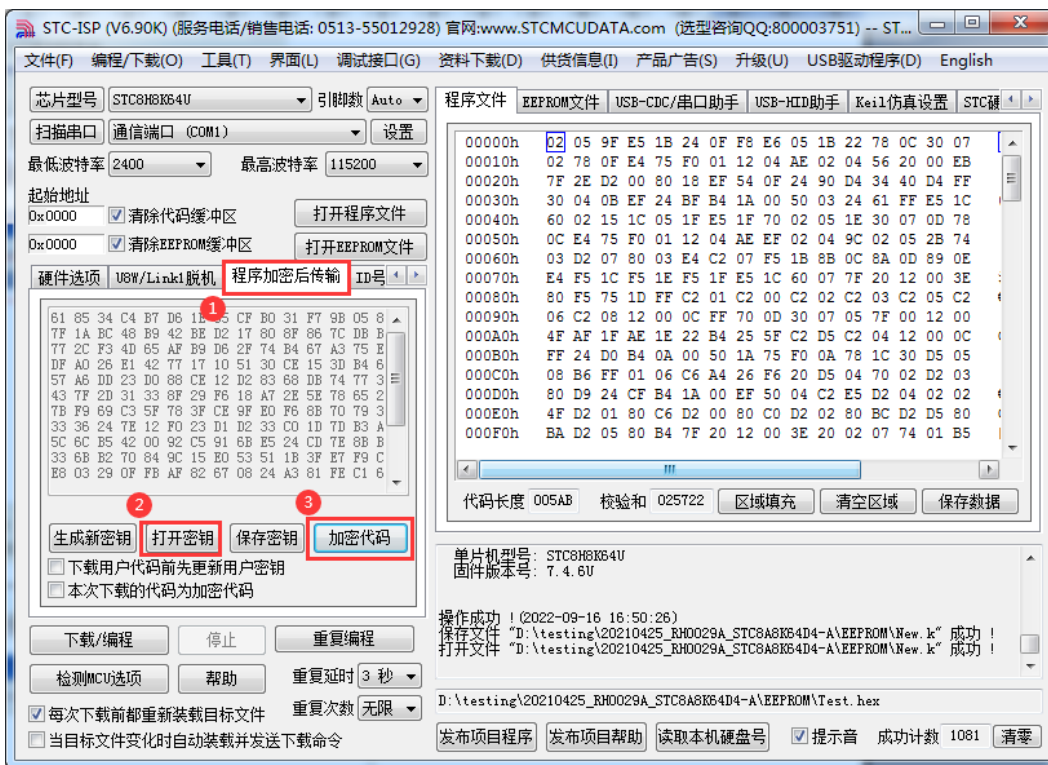 STC-ISP (V6.90K) (服务电话/销售电话: 0513-55012928) 官网:www.STCMCUDATA.com (选型咨询QQ:800003751) -- ST...
文件(F) 编程/下载(O) 工具(T) 界面(L) 调试接口(G) 资料下载(D) 供货信息(I) 产品广告(S) 升级(U) USB驱动程序(D) English
芯片型号 STC8H8K64U 引脚数 Auto
扫描串口 通信端口 (COM1) 设置
最低波特率 2400 最高波特率 115200
起始地址
0x0000 清除代码缓冲区 打开程序文件
0x0000 清除EEPROM缓冲区 打开EEPROM文件
硬件选项 U8W/Link1脱机 程序加密后传输 ID号
1
61 85 34 C4 B7 D6 1E 85 CF B0 31 F7 9B 05 8
7F 1A BC 48 B9 42 BE D2 17 80 8F 86 7C DB B
77 2C F3 4D 65 AF B9 D6 2F 74 B4 67 A3 75 E
DF A0 26 E1 42 77 17 10 51 30 CE 15 3D B4 6
57 A6 DD 23 D0 88 CE 12 D2 83 68 DB 74 77 3
43 7F 2D 31 33 8F 29 F6 18 A7 2E 5E 78 65 2
7B F9 69 C3 5F 78 3F CE 9F E0 F6 8B 70 79 3
33 36 24 7E 12 F0 23 D1 D2 33 C0 1D 7D B3 A
5C 6C B5 42 00 92 C5 91 6B E5 24 CD 7E 8B B
33 6B B2 70 84 9C 15 E0 53 51 1B 3F E7 F9 C
E8 03 29 0F FB AF 82 67 08 24 A3 81 FE C1 6
2 3
生成新密钥 打开密钥 保存密钥 加密代码
下载用户代码前先更新用户密钥
本次下载的代码为加密代码
下载/编程 停止 重复编程
检测MCU选项 帮助 重复延时 3 秒
每次下载前都重新装载目标文件 重复次数 无限
当目标文件变化时自动装载并发送下载命令
程序文件 EEPROM文件 USB-CDC/串口助手 USB-HID助手 Keil仿真设置 STC硬
00000h 02 05 9F E5 1B 24 0F F8 E6 05 1B 22 78 0C 30 07
00010h 02 78 0F E4 75 F0 01 12 04 AE 02 04 56 20 00 EB
00020h 7F 2E D2 00 80 18 EF 54 0F 24 90 D4 34 40 D4 FF
00030h 30 04 0B EF 24 BF B4 1A 00 50 03 24 61 FF E5 1C
00040h 60 02 15 1C 05 1F E5 1F 70 02 05 1E 30 07 0D 78
00050h 0C E4 75 F0 01 12 04 AE EF 02 04 9C 02 05 2B 74
00060h 03 D2 07 80 03 E4 C2 07 F5 1B 8B 0C 8A 0D 89 0E
00070h E4 F5 1C F5 1E F5 1F E5 1C 60 07 7F 20 12 00 3E
00080h 80 F5 75 1D FF C2 01 C2 00 C2 02 C2 03 C2 05 C2
00090h 06 C2 08 12 00 0C FF 70 0D 30 07 05 7F 00 12 00
000A0h 4F AF 1F AE 1E 22 B4 25 5F C2 D5 C2 04 12 00 0C
000B0h FF 24 D0 B4 0A 00 50 1A 75 F0 0A 78 1C 30 D5 05
000C0h 08 B6 FF 01 06 C6 A4 26 F6 20 D5 04 70 02 D2 03
000D0h 80 D9 24 CF B4 1A 00 EF 50 04 C2 E5 D2 04 02 02
000E0h 4F D2 01 80 C6 D2 00 80 C0 D2 02 80 BC D2 D5 80
000F0h BA D2 05 80 B4 7F 20 12 00 3E 20 02 07 74 01 B5
代码长度 005AB 校验和 025722 区域填充 清空区域 保存数据
单片机型号: STC8H8K64U
固件版本号: 7.4.6U
操作成功 !(2022-09-16 16:50:26)
保存文件 "D:\testing\20210425_RH0029A_STC8A8K64D4-A\EEPROM\New.k" 成功 !
打开文件 "D:\testing\20210425_RH0029A_STC8A8K64D4-A\EEPROM\New.k" 成功 !
D:\testing\20210425_RH0029A_STC8A8K64D4-A\EEPROM\Test.hex
发布项目程序 发布项目帮助 读取本机硬盘号 提示音 成功计数 1081 清零